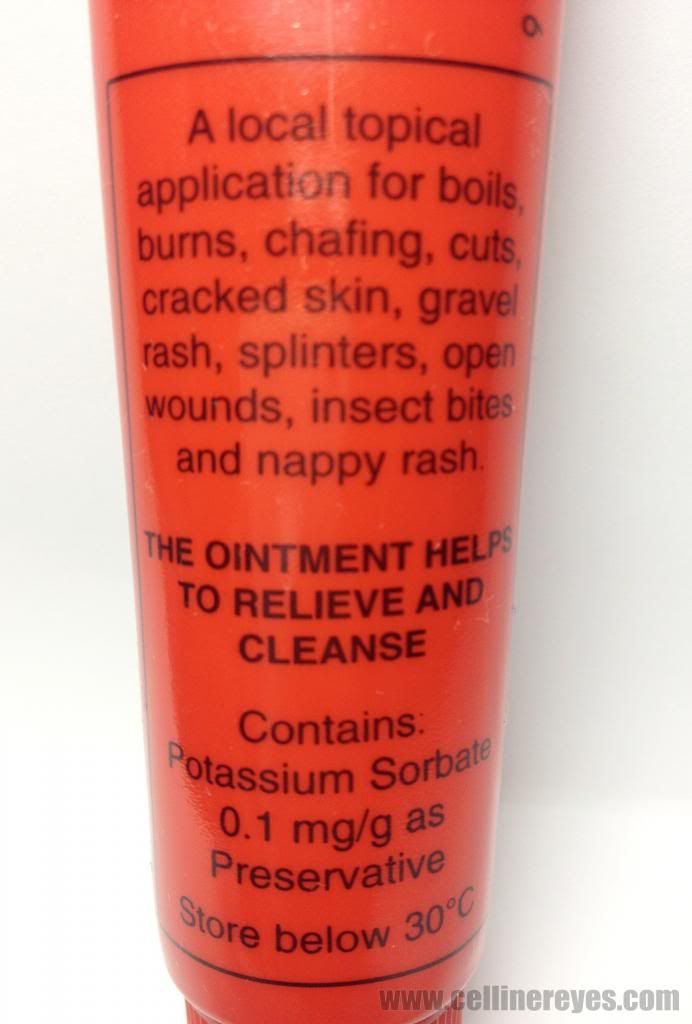 A local topical
application for boils,
burns, chafing, cuts,
cracked skin, gravel
rash, splinters, open
wounds, insect bites
and nappy rash.
THE OINTMENT HELPS
TO RELIEVE AND
CLEANSE
Contains:
Potassium Sorbate
0.1 mg/g as
Preservative
Store below 30°C
www.cellinereyes.com